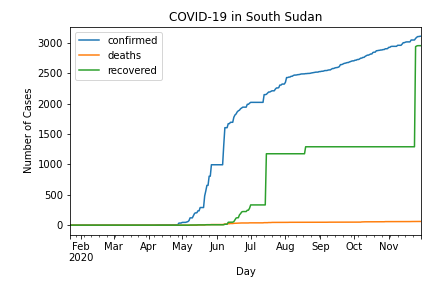 COVID-19 in South Sudan
confirmed
deaths
recovered
Number of Cases
3000
2500
2000
1500
1000
500
0
Feb Mar Apr May Jun Jul Aug Sep Oct Nov
2020
Day